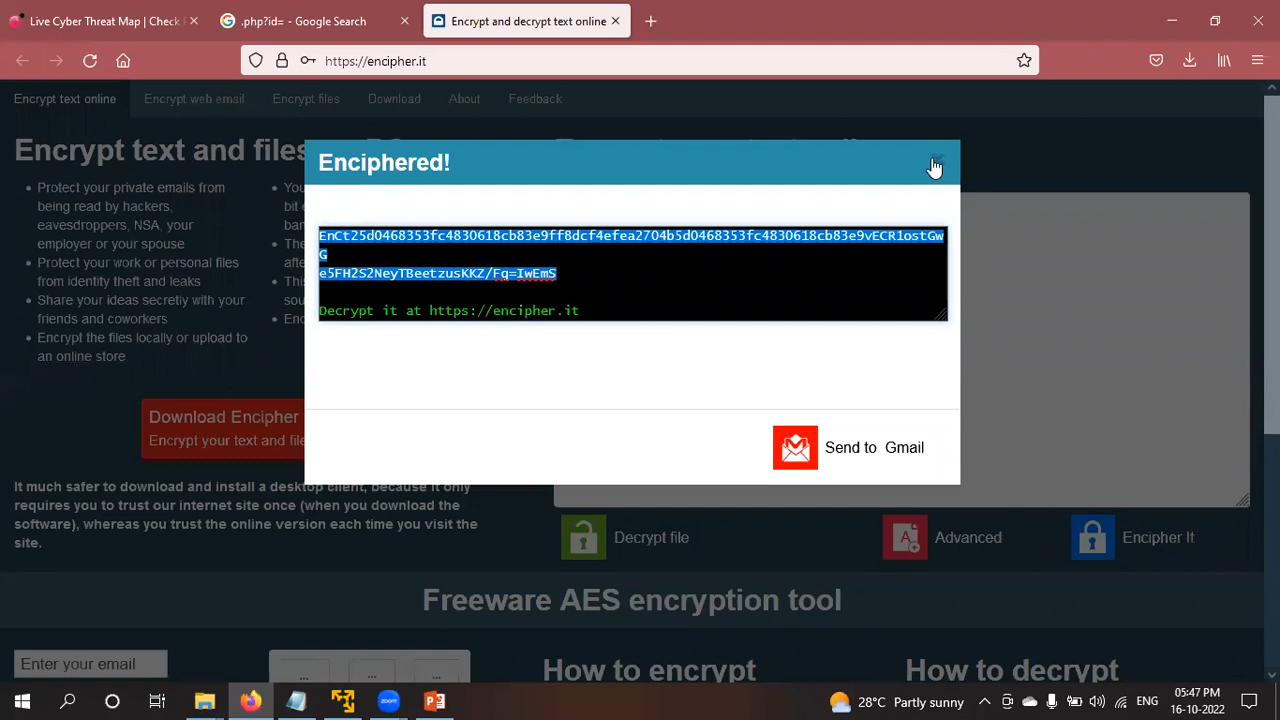 Live Cyber Threat Map | Check P
.php?id= - Google Search
Encrypt and decrypt text online
https://encipher.it
Encrypt text online
Encrypt web email
Encrypt files
Download
About
Feedback
Encrypt text and files
Protect your private emails from
being read by hackers,
eavesdroppers, NSA, your
employer or your spouse
Protect your work or personal files
from identity theft and leaks
Share your ideas secretiy with your
friends and coworkers
Encrypt the files locally or upload to
an online store
Download Encipher
Encrypt your text and file
It much safer to download and install a desktop client, because it only
requires you to trust our internet site once (when you download the
software), whereas you trust the online version each time you visit the
site.
Enciphered!
EnCt25d0468353fc4830618cb83e9ff8dcf4efea2704b5d0468353fc4830618cb83e9vECR1ostGw
G
e5FH2S2NeyTBeetzusKKZ/Fq=IwEmS
Decrypt it at https://encipher.it
Send to Gmail
Decrypt file
Advanced
Encipher It
Freeware AES encryption tool
Enter your email
...
...
...
How to encrypt
How to decrypt
zoom
28°C Partly sunny
ENG
05:47 PM
16-10-2022